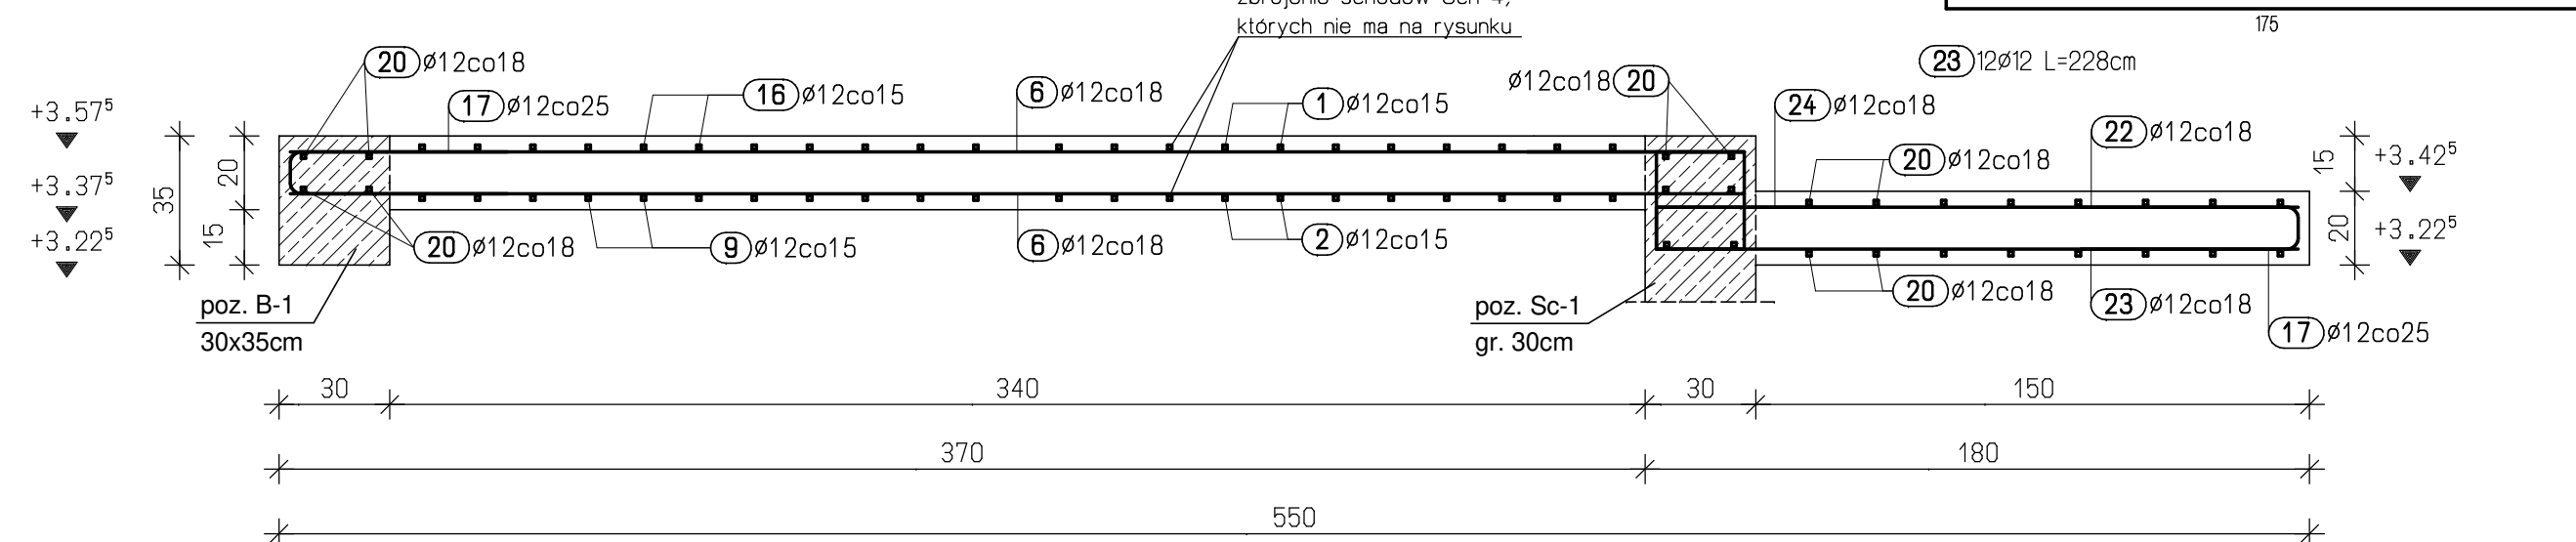 których nie ma na rysunku
175
23 12ø12 L=228cm
20 ø12co18
17 ø12co25
16 ø12co15
6 ø12co18
1 ø12co15
ø12co18 20
24 ø12co18
22 ø12co18
20 ø12co18
+3.57⁵
+3.37⁵
+3.22⁵
35
20
15
15
20
+3.42⁵
+3.22⁵
20 ø12co18
9 ø12co15
6 ø12co18
2 ø12co15
20 ø12co18
23 ø12co18
17 ø12co25
poz. B-1
30x35cm
poz. Sc-1
gr. 30cm
30
340
30
150
370
180
550